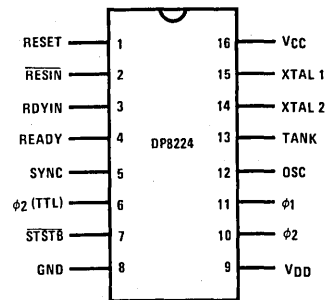 RESET 1 16 VCC
RESIN 2 15 XTAL 1
RDYIN 3 14 XTAL 2
READY 4 13 TANK
DP8224
SYNC 5 12 OSC
ϕ2 (TTL) 6 11 ϕ1
STSTB 7 10 ϕ2
GND 8 9 VDD